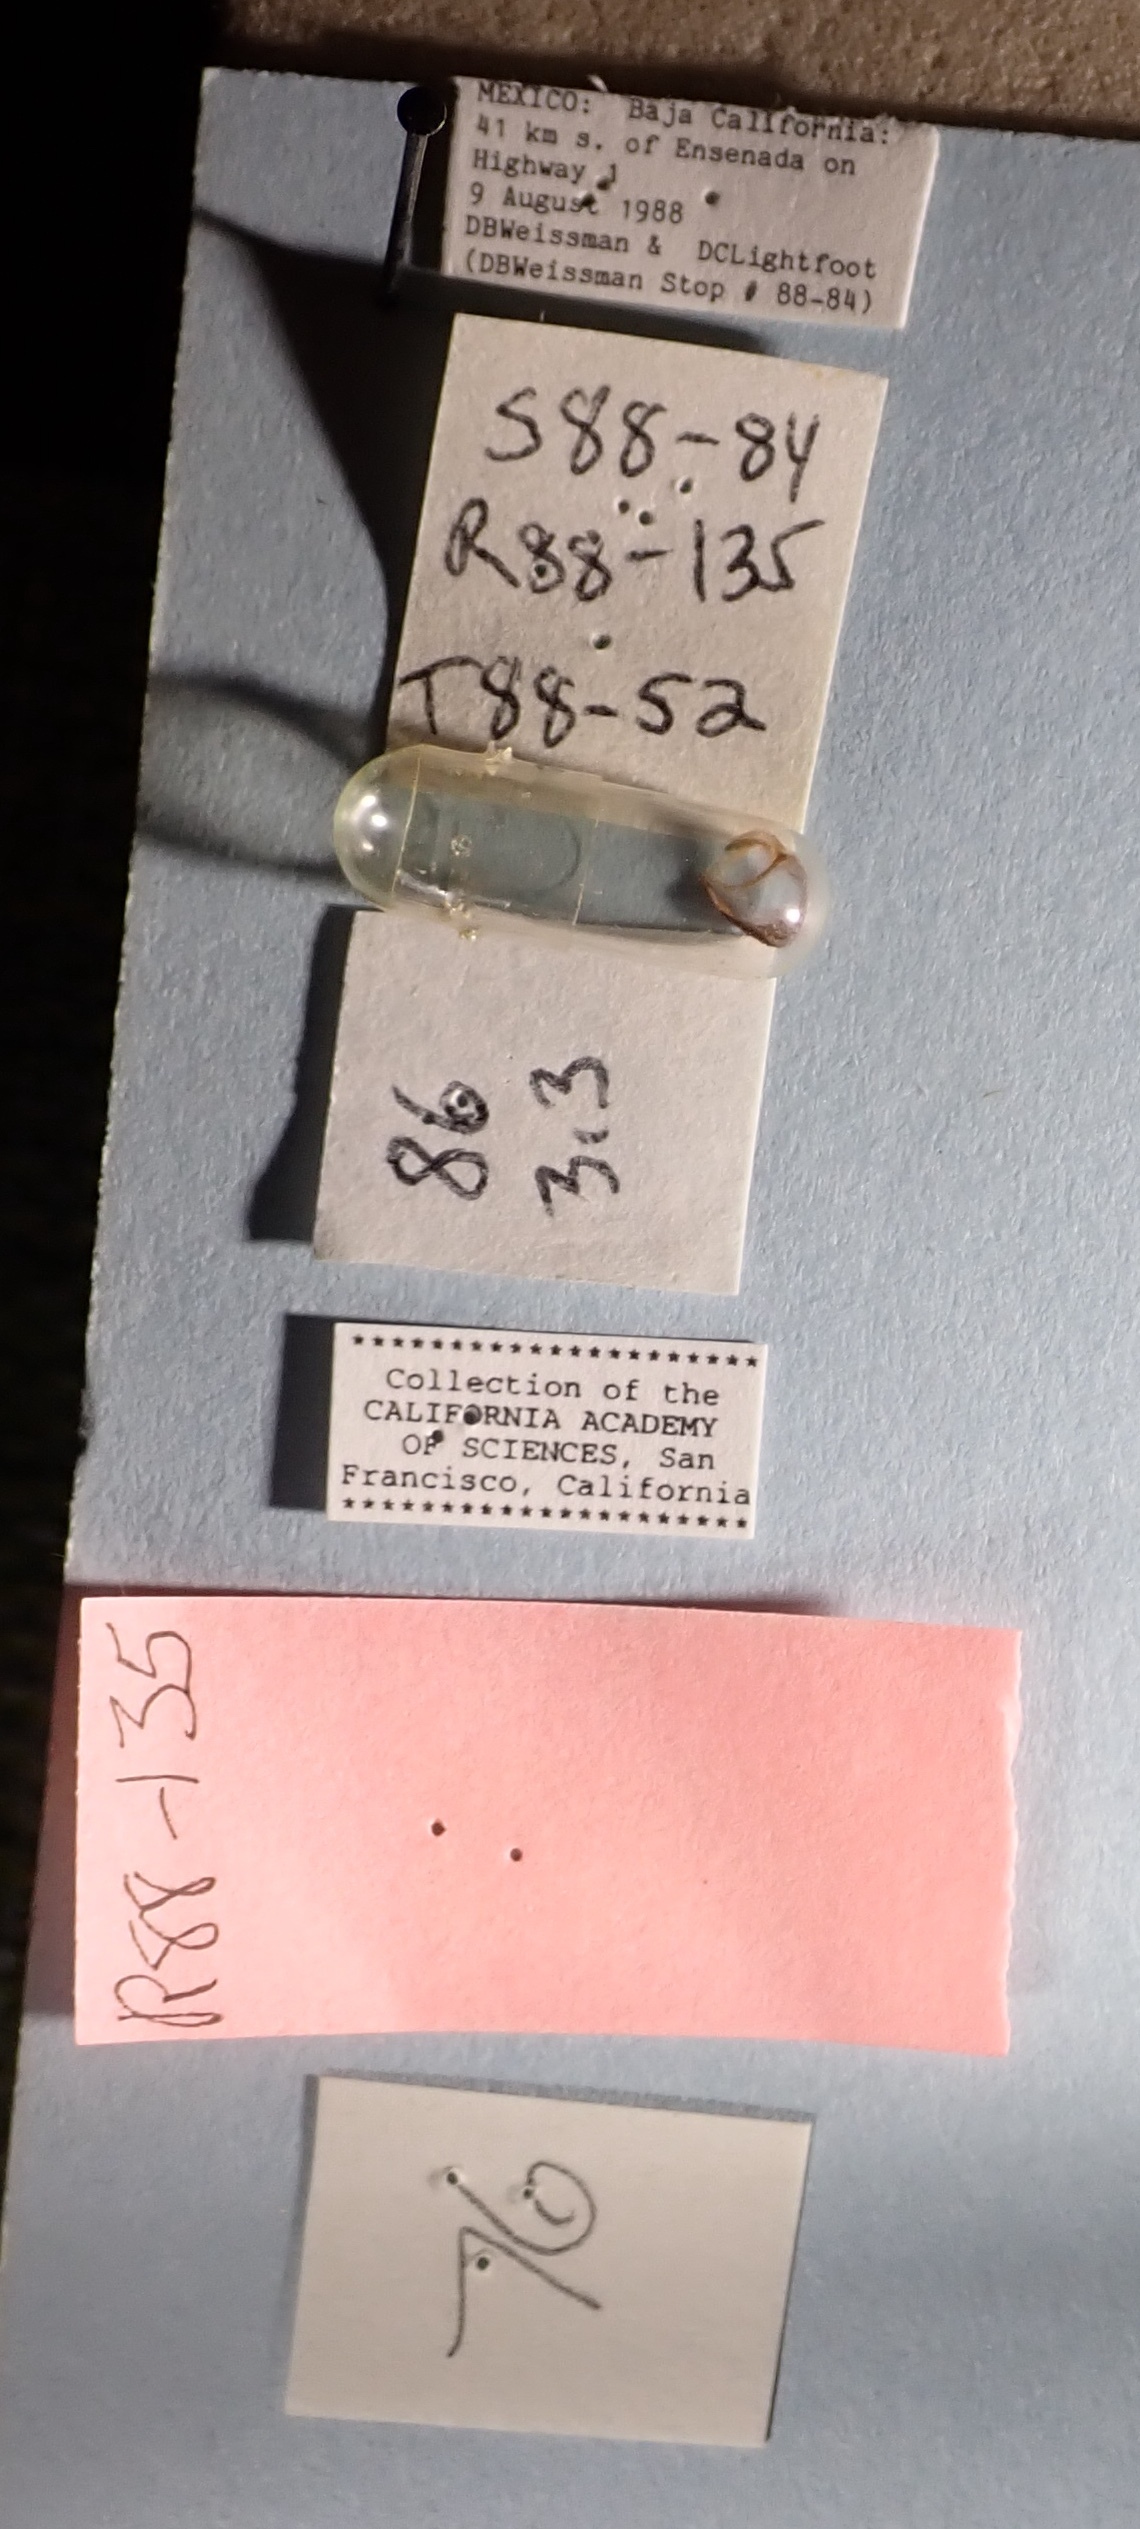 MEXICO: Baja California:
41 km s. of Ensenada on
Highway 1
9 August 1988
DBWeissman & DCLightfoot
(DBWeissman Stop # 88-84)
S88-84
R88-135
T88-52
86
3.3
*********************
Collection of the
CALIFORNIA ACADEMY
OF SCIENCES, San
Francisco, California
*********************
R88-135